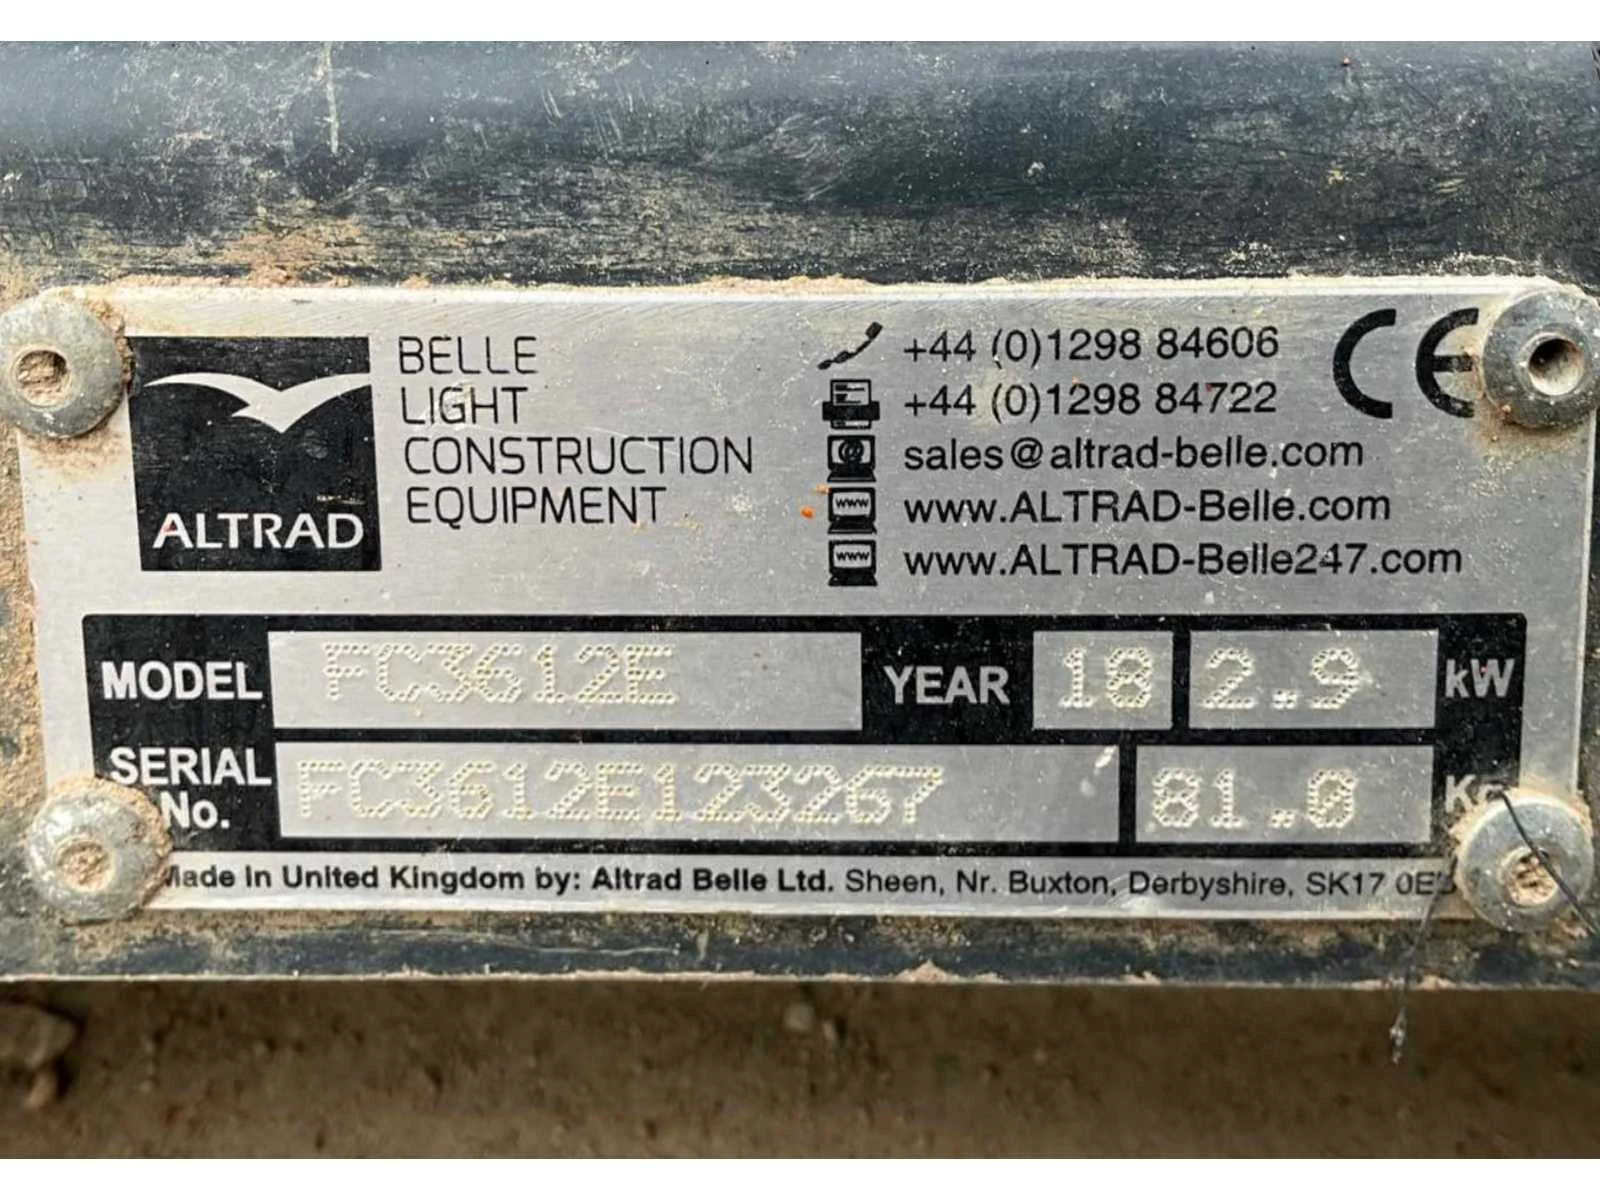 ALTRAD
BELLE
LIGHT
CONSTRUCTION
EQUIPMENT
+44 (0)1298 84606
+44 (0)1298 84722
sales@altrad-belle.com
www
www.ALTRAD-Belle.com
www
www.ALTRAD-Belle247.com
CE
MODEL FC3612E YEAR 18 2.9 kW
SERIAL No. FC3612E123267 81.0
Made In United Kingdom by: Altrad Belle Ltd. Sheen, Nr. Buxton, Derbyshire, SK17